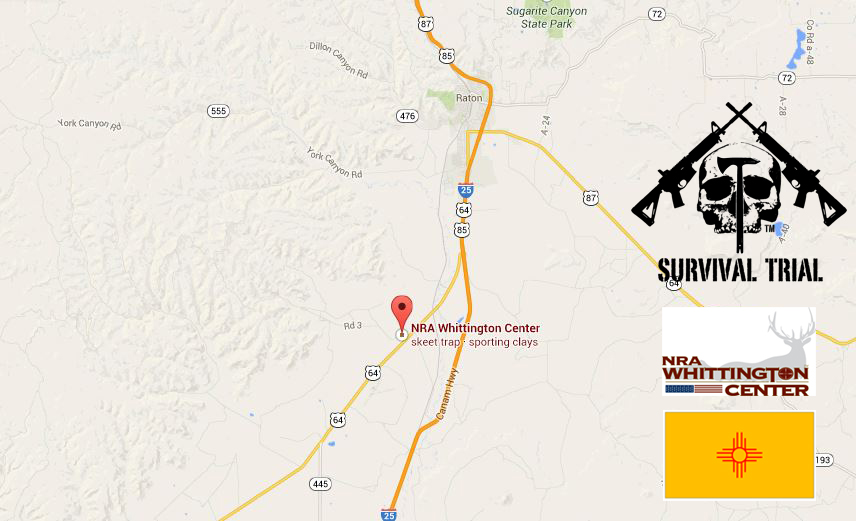 Sugarite Canyon
State Park
72
87
85
Dillon Canyon Rd
Co Rd a-48
72
Raton
A-28
555
476
A-24
York Canyon Rd
York Canyon Rd
25
87
64
TM
A-40
85
SURVIVAL TRIAL
64
NRA Whittington Center
skeet trap · sporting clays
Rd 3
NRA
WHITTINGTON
CENTER
64
Canam Hwy
64
193
445
25